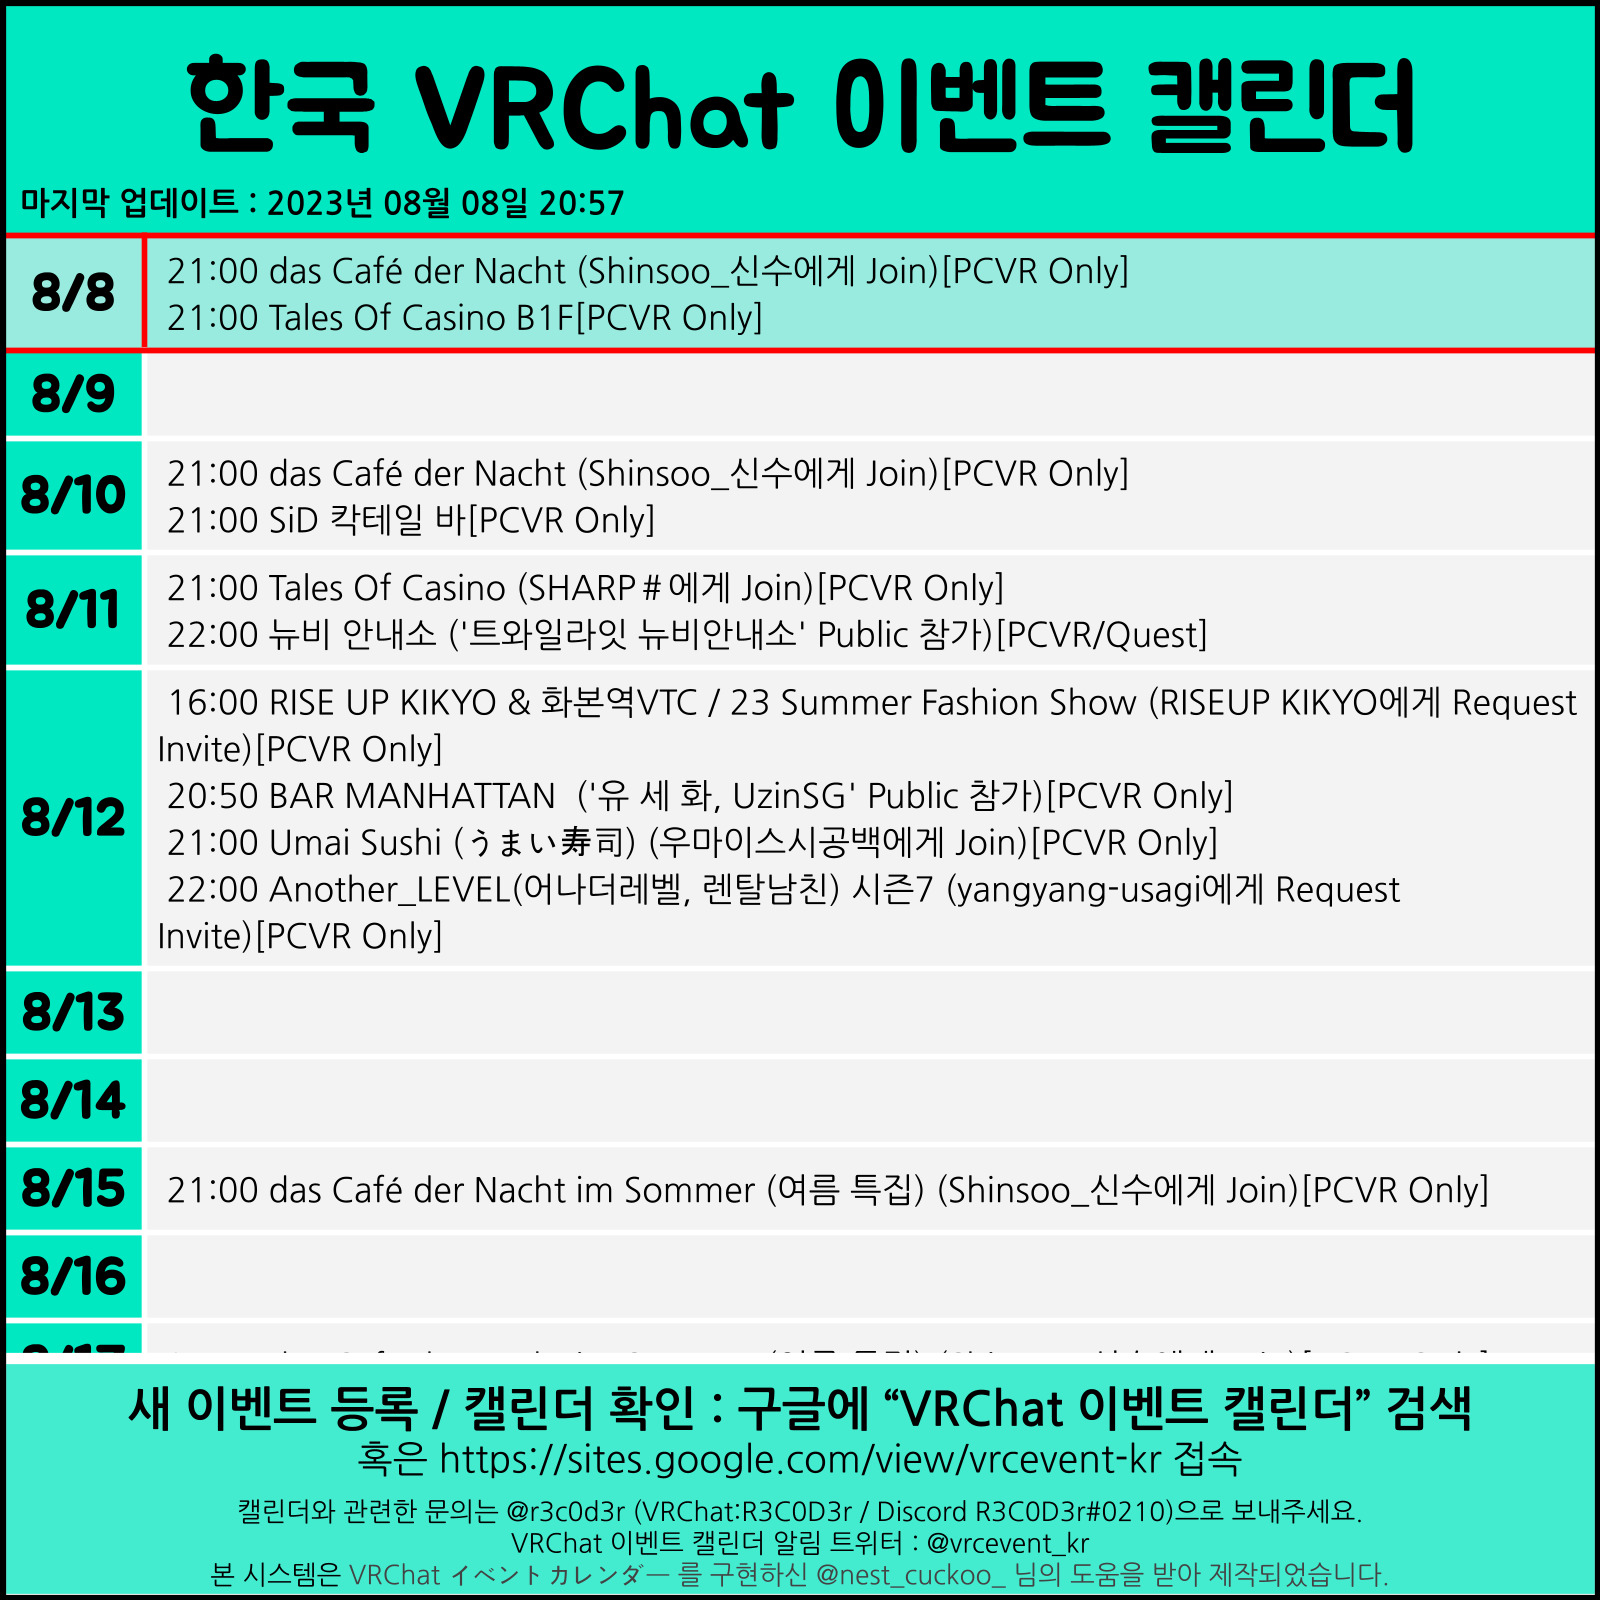 한국 VRChat 이벤트 캘린더
마지막 업데이트 : 2023년 08월 08일 20:57
8/8
21:00 das Café der Nacht (Shinsoo_신수에게 Join)[PCVR Only]
21:00 Tales Of Casino B1F[PCVR Only]
8/9
8/10
21:00 das Café der Nacht (Shinsoo_신수에게 Join)[PCVR Only]
21:00 SiD 칵테일 바[PCVR Only]
8/11
21:00 Tales Of Casino (SHARP＃에게 Join)[PCVR Only]
22:00 뉴비 안내소 ('트와일라잇 뉴비안내소' Public 참가)[PCVR/Quest]
8/12
16:00 RISE UP KIKYO & 화본역VTC / 23 Summer Fashion Show (RISEUP KIKYO에게 Request
Invite)[PCVR Only]
20:50 BAR MANHATTAN  ('유 세 화, UzinSG' Public 참가)[PCVR Only]
21:00 Umai Sushi (うまい寿司) (우마이스시공백에게 Join)[PCVR Only]
22:00 Another_LEVEL(어나더레벨, 렌탈남친) 시즌7 (yangyang-usagi에게 Request
Invite)[PCVR Only]
8/13
8/14
8/15
21:00 das Café der Nacht im Sommer (여름 특집) (Shinsoo_신수에게 Join)[PCVR Only]
8/16
새 이벤트 등록 / 캘린더 확인 : 구글에 “VRChat 이벤트 캘린더” 검색
혹은 https://sites.google.com/view/vrcevent-kr 접속
캘린더와 관련한 문의는 @r3c0d3r (VRChat:R3C0D3r / Discord R3C0D3r#0210)으로 보내주세요.
VRChat 이벤트 캘린더 알림 트위터 : @vrcevent_kr
본 시스템은 VRChat イベントカレンダー 를 구현하신 @nest_cuckoo_ 님의 도움을 받아 제작되었습니다.